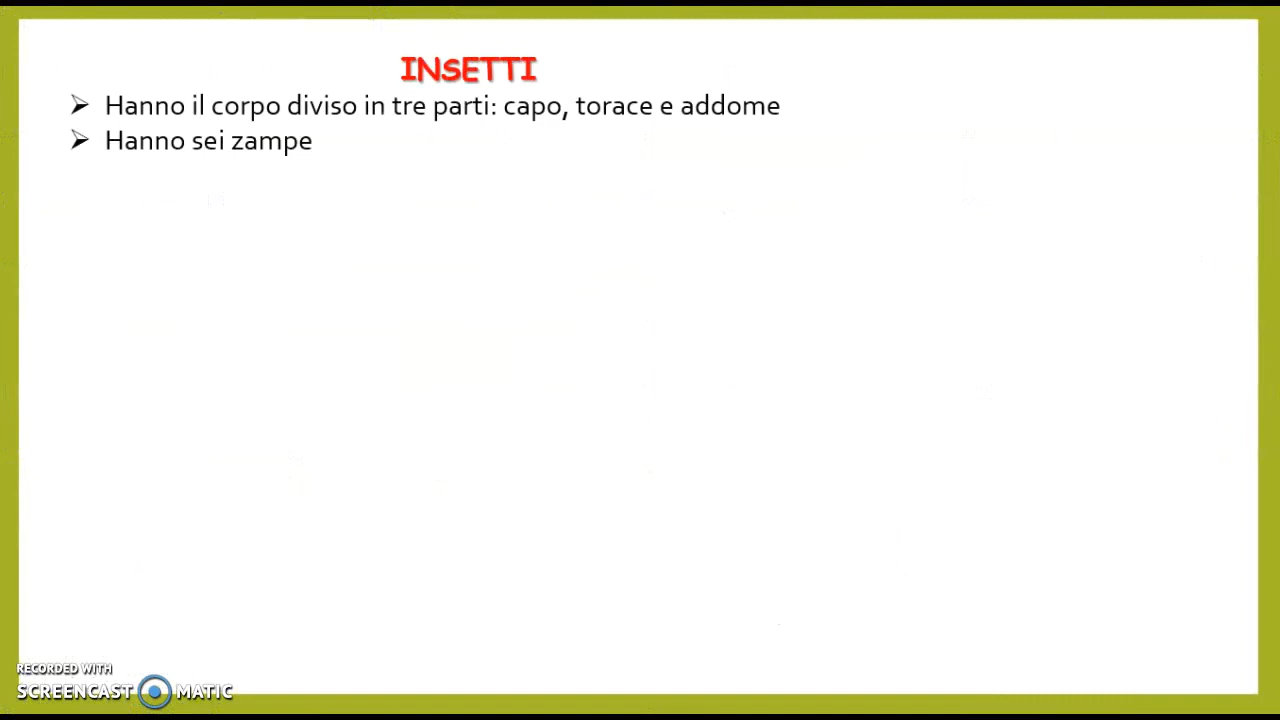 INSETTI
Hanno il corpo diviso in tre parti: capo, torace e addome
Hanno sei zampe
RECORDED WITH
SCREENCAST MATIC